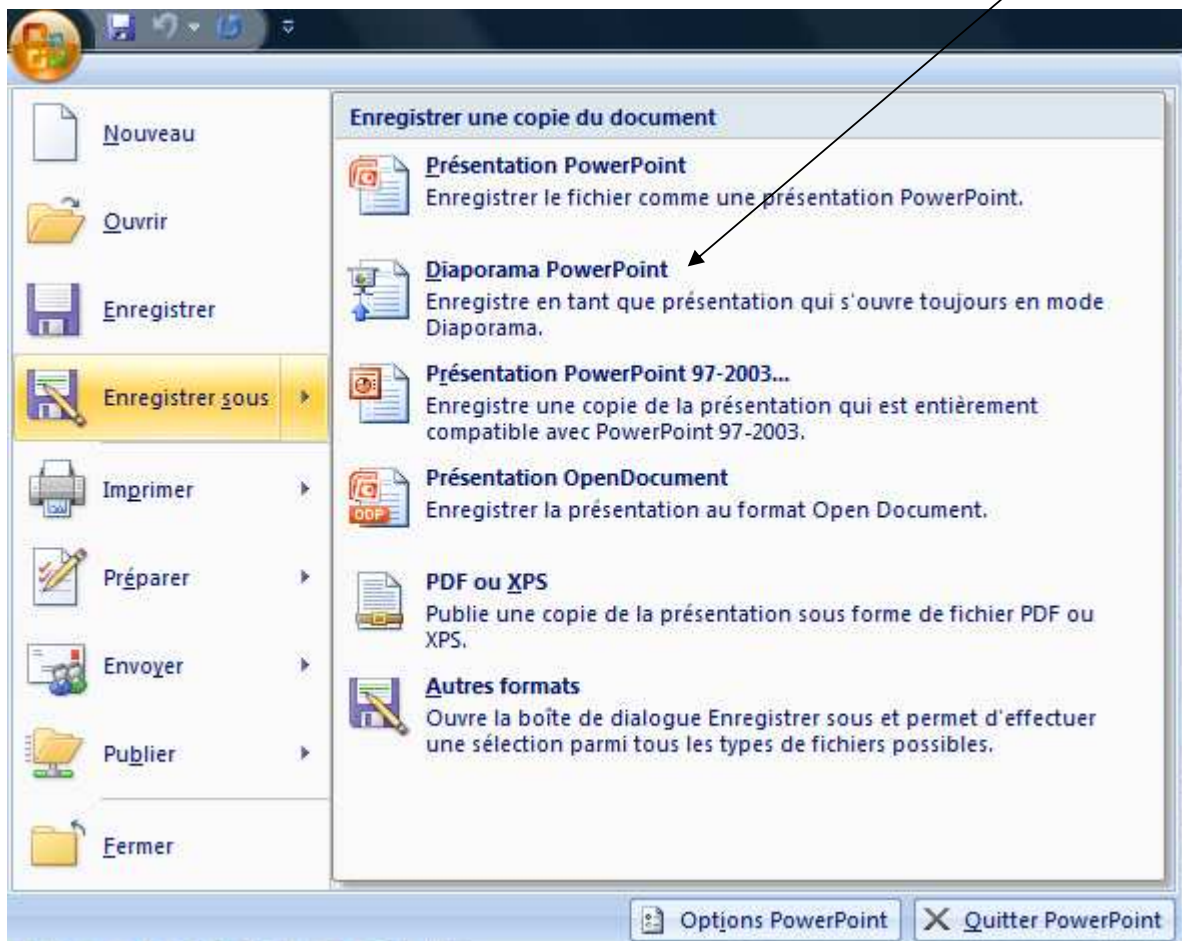 Nouveau
Ouvrir
Enregistrer
Enregistrer sous
Imprimer
Préparer
Envoyer
Publier
Fermer
Enregistrer une copie du document
Présentation PowerPoint
Enregistrer le fichier comme une présentation PowerPoint.
Diaporama PowerPoint
Enregistre en tant que présentation qui s'ouvre toujours en mode
Diaporama.
Présentation PowerPoint 97-2003...
Enregistre une copie de la présentation qui est entièrement
compatible avec PowerPoint 97-2003.
Présentation OpenDocument
ODP
Enregistrer la présentation au format Open Document.
PDF ou XPS
Publie une copie de la présentation sous forme de fichier PDF ou
XPS.
Autres formats
Ouvre la boîte de dialogue Enregistrer sous et permet d'effectuer
une sélection parmi tous les types de fichiers possibles.
Options PowerPoint
Quitter PowerPoint